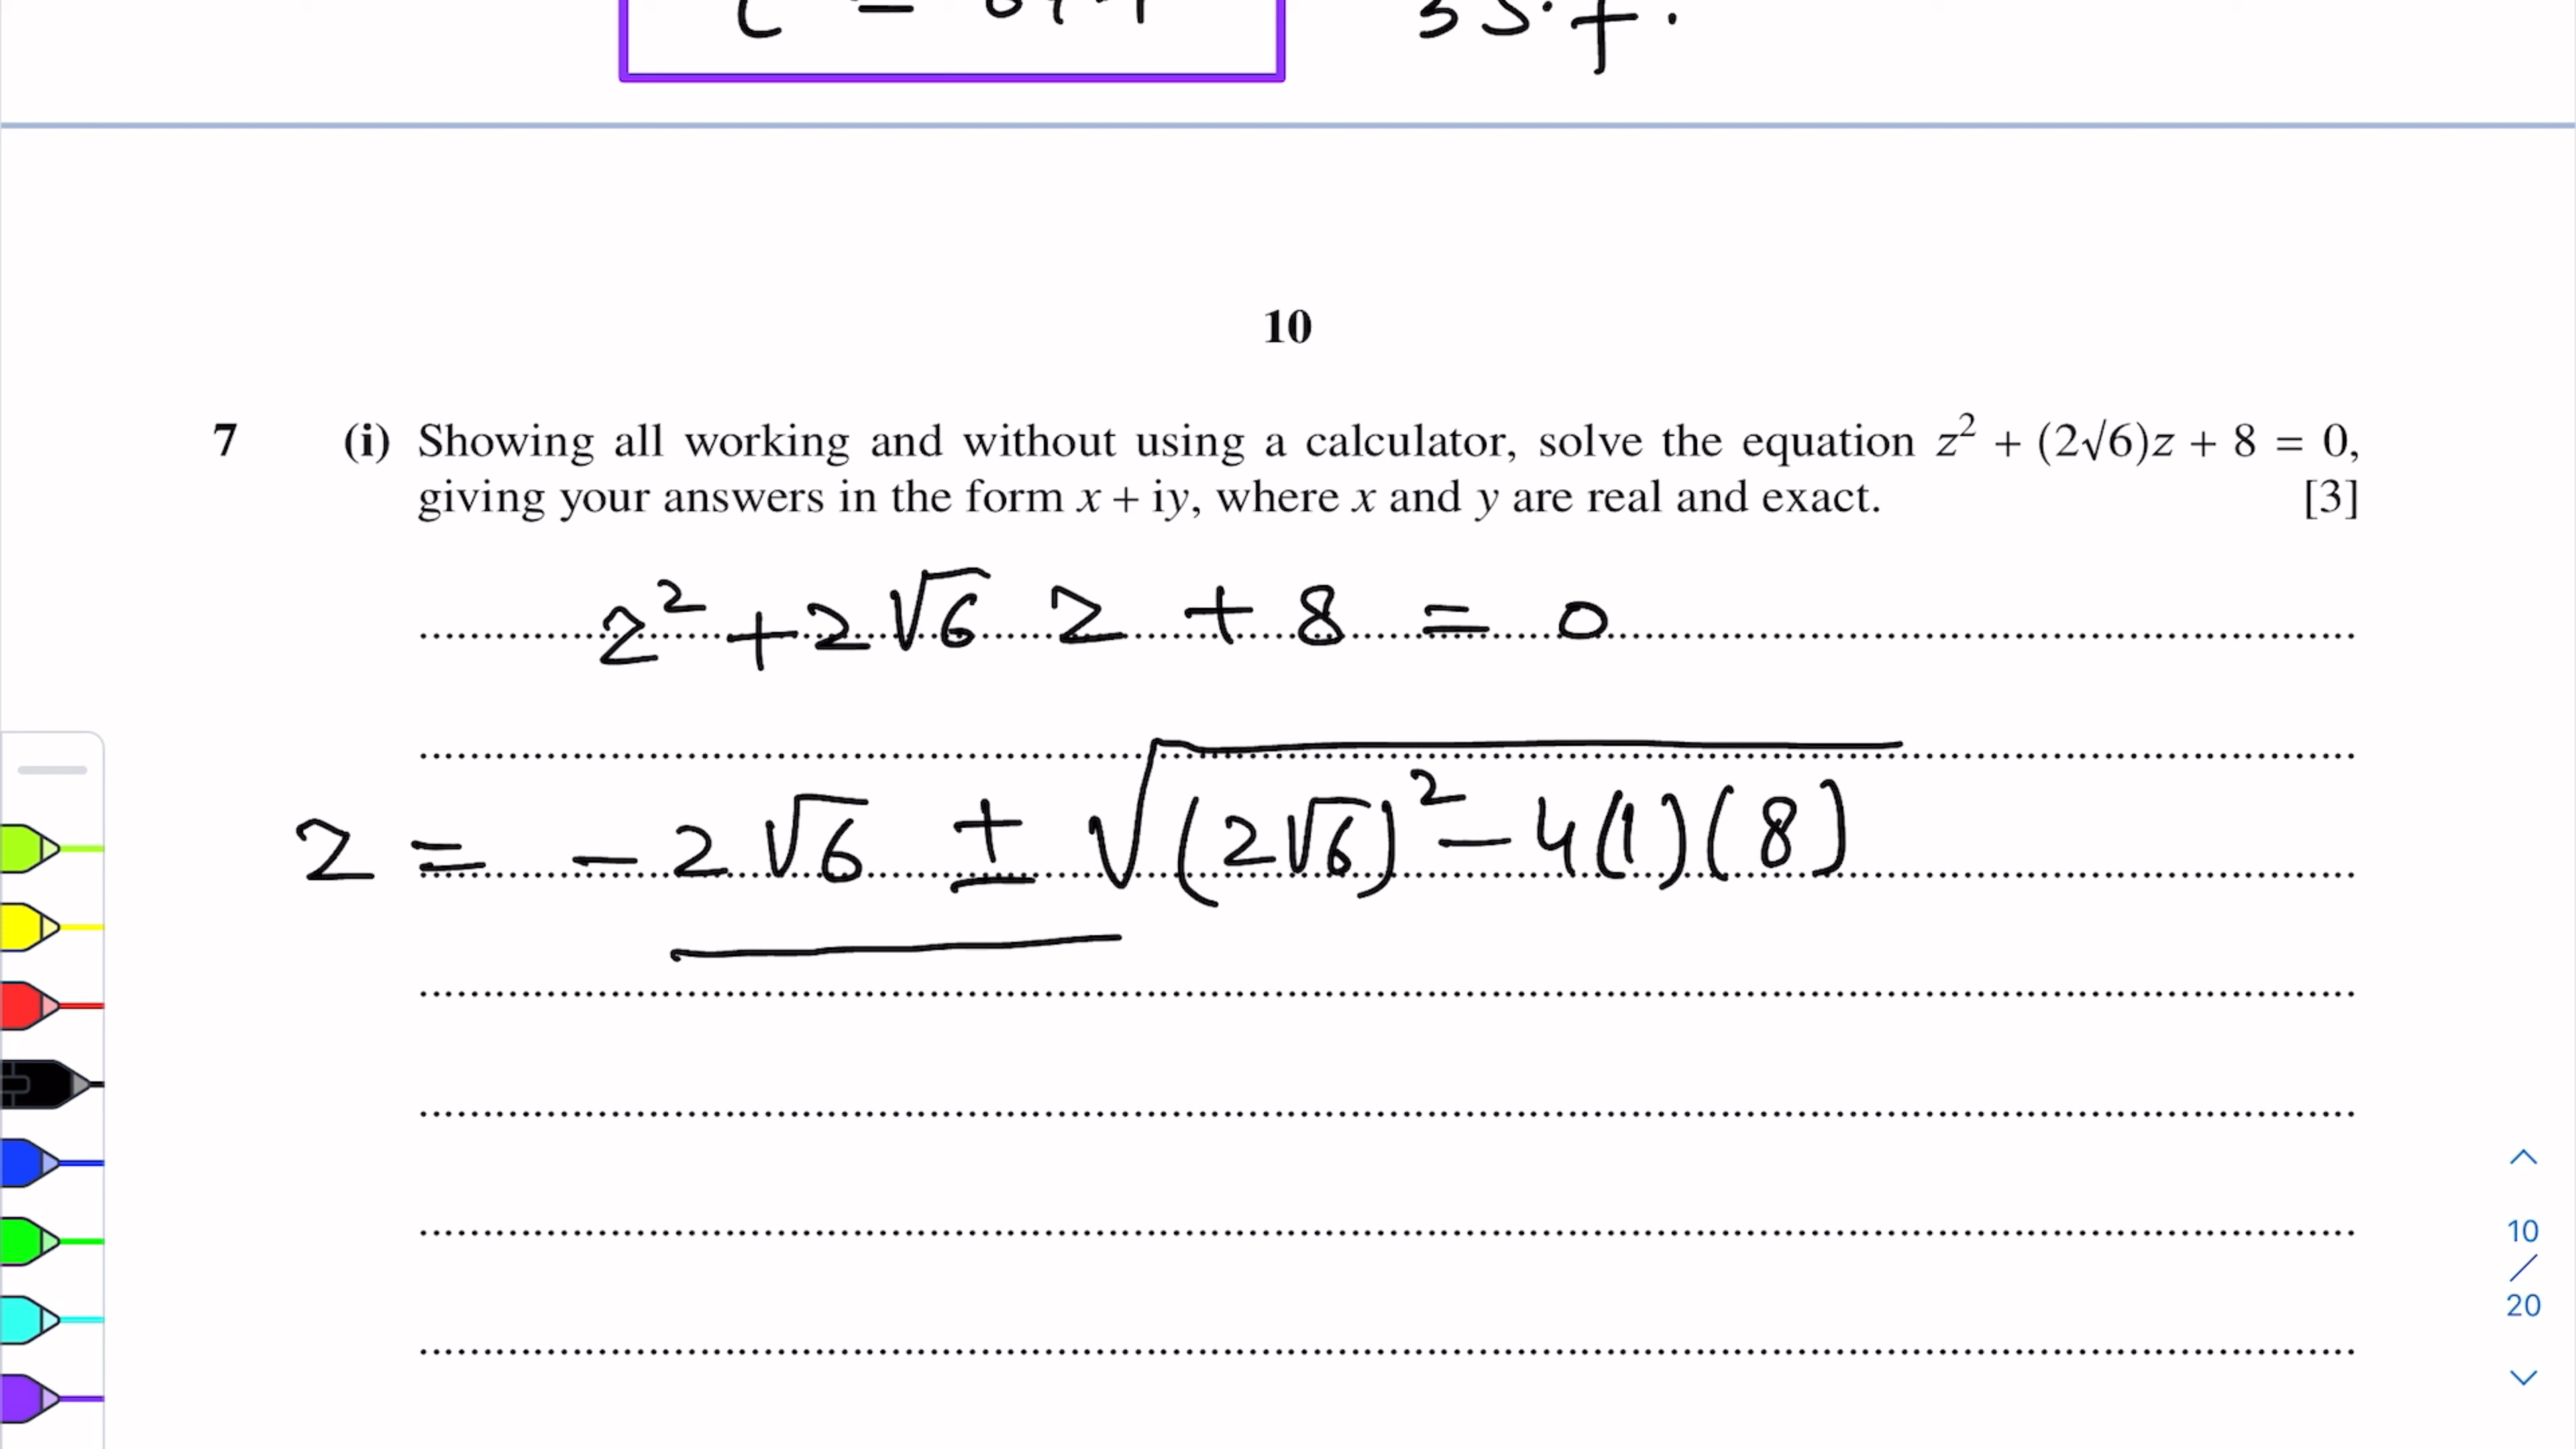 10
7 (i) Showing all working and without using a calculator, solve the equation z² + (2√6)z + 8 = 0,
giving your answers in the form x + iy, where x and y are real and exact. [3]
z² + 2√6 z + 8 = 0
z = − 2√6 ± √(2√6)² − 4(1)(8)
10
/
20